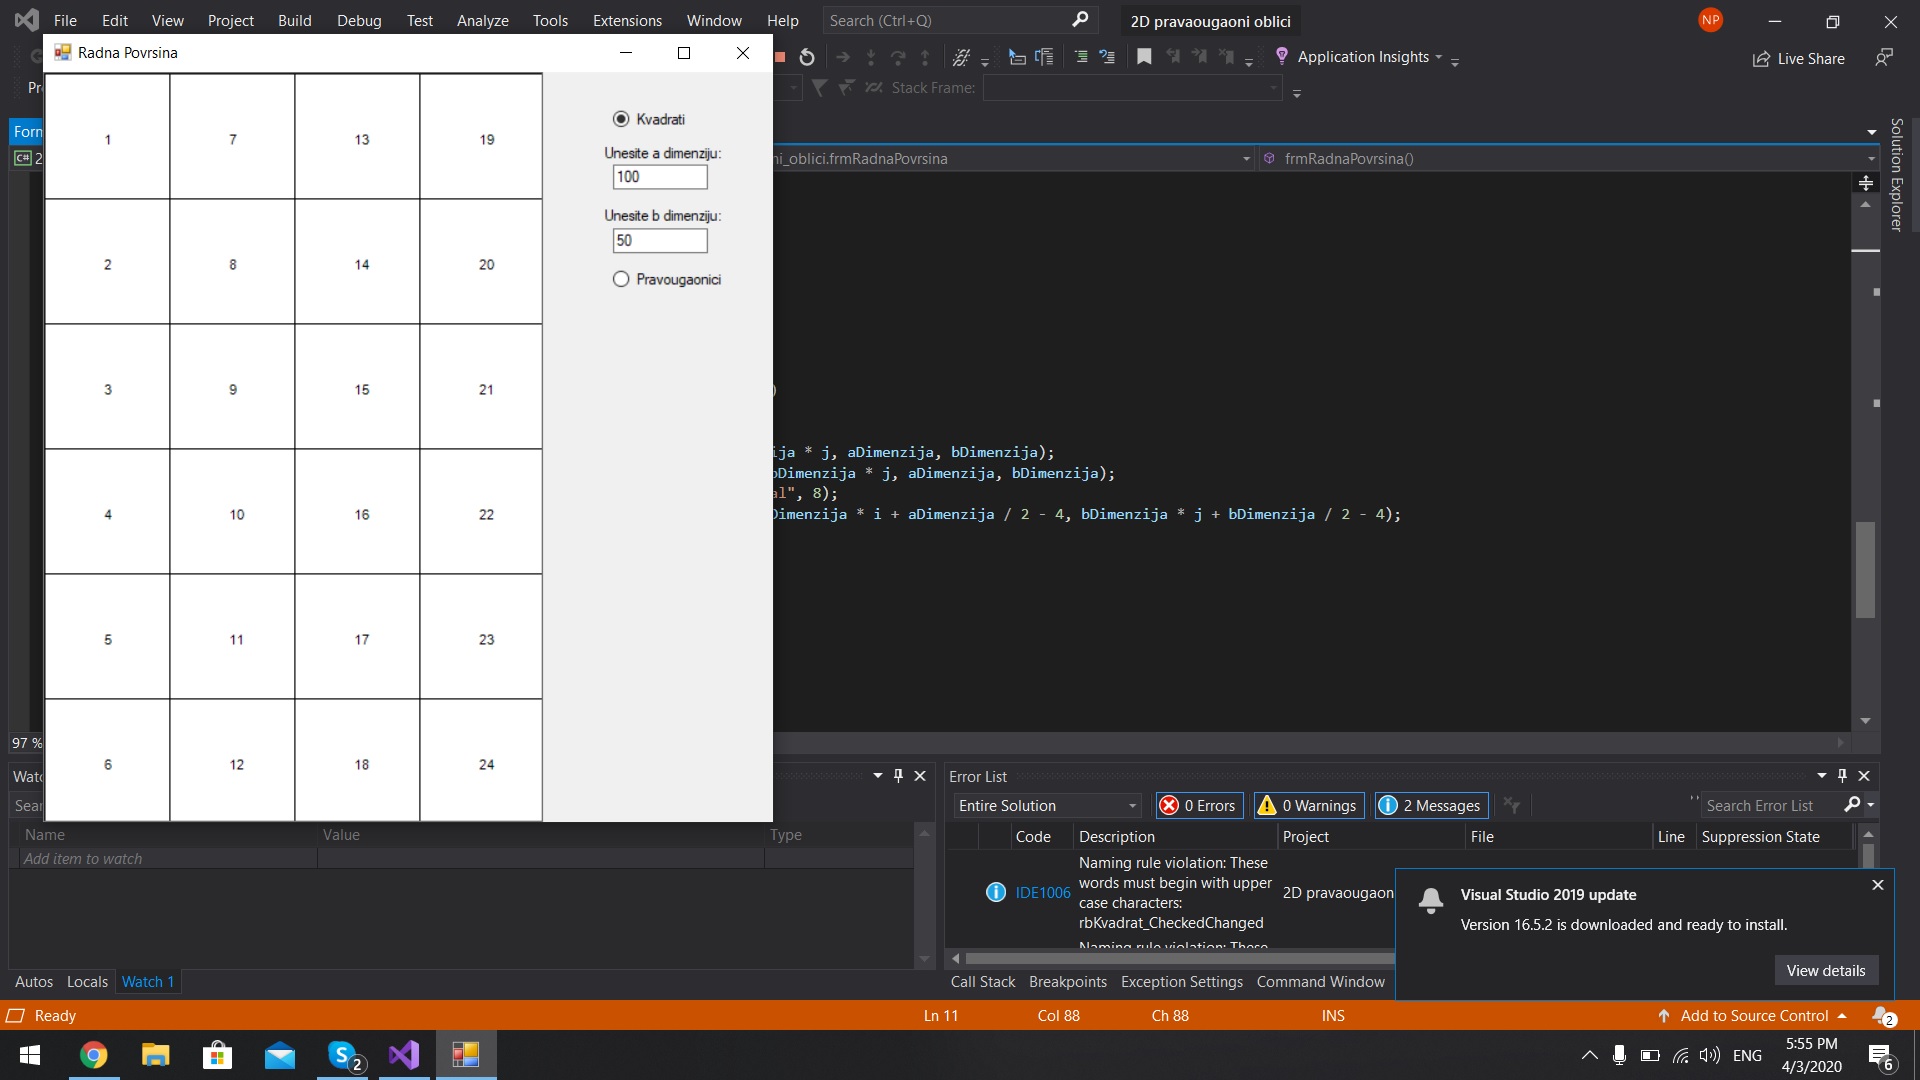 File Edit View Project Build Debug Test Analyze Tools Extensions Window Help Search (Ctrl+Q) 2D pravaougaoni oblici NP
Radna Povrsina
Application Insights Live Share
Pr Stack Frame:
Form
C# 2 ni_oblici.frmRadnaPovrsina frmRadnaPovrsina()
Solution Explorer
1 7 13 19
2 8 14 20
3 9 15 21
4 10 16 22
5 11 17 23
6 12 18 24
Kvadrati
Unesite a dimenziju:
100
Unesite b dimenziju:
50
Pravougaonici
)
ija * j, aDimenzija, bDimenzija);
bDimenzija * j, aDimenzija, bDimenzija);
al", 8);
Dimenzija * i + aDimenzija / 2 - 4, bDimenzija * j + bDimenzija / 2 - 4);
97 %
Watc
Sear
Name Value Type
Add item to watch
Autos Locals Watch 1
Error List
Entire Solution 0 Errors 0 Warnings 2 Messages Search Error List
Code Description Project File Line Suppression State
IDE1006 Naming rule violation: These
words must begin with upper
case characters:
rbKvadrat_CheckedChanged
2D pravaougaon
Naming rule violation: These
Call Stack Breakpoints Exception Settings Command Window
Visual Studio 2019 update
Version 16.5.2 is downloaded and ready to install.
View details
Ready Ln 11 Col 88 Ch 88 INS Add to Source Control 2
S 2 ENG 5:55 PM
4/3/2020 6